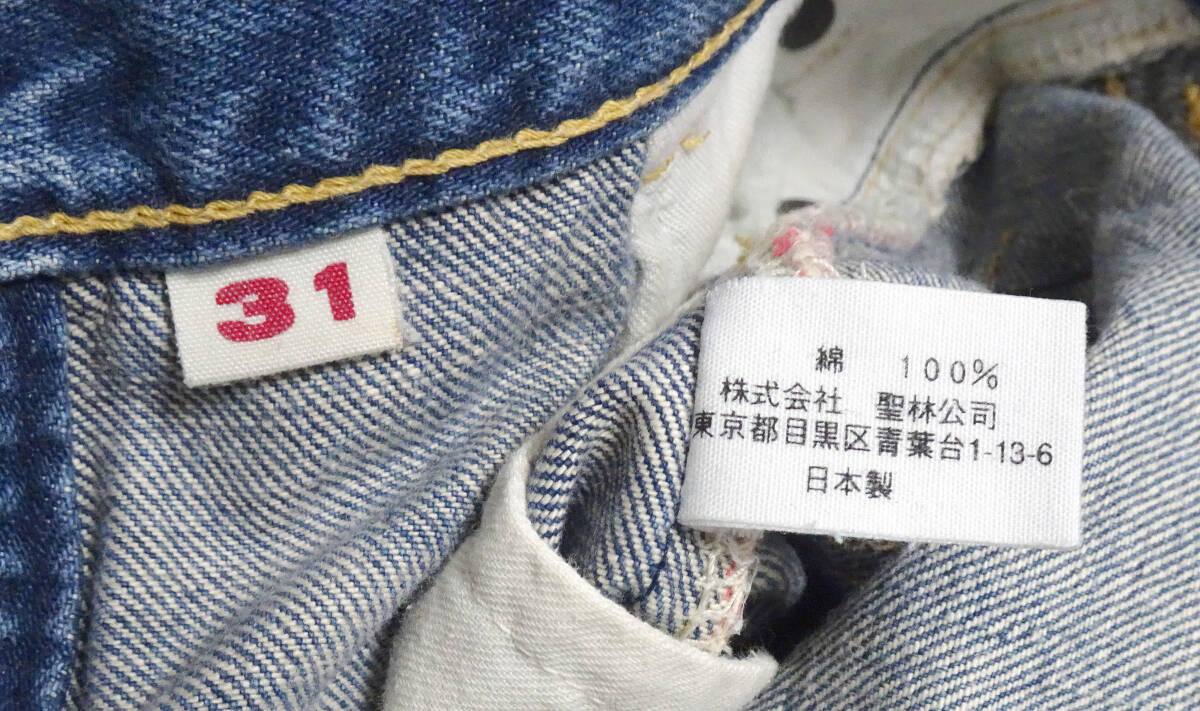 31
綿 100%
株式会社 聖林公司
東京都目黒区青葉台1-13-6
日本製